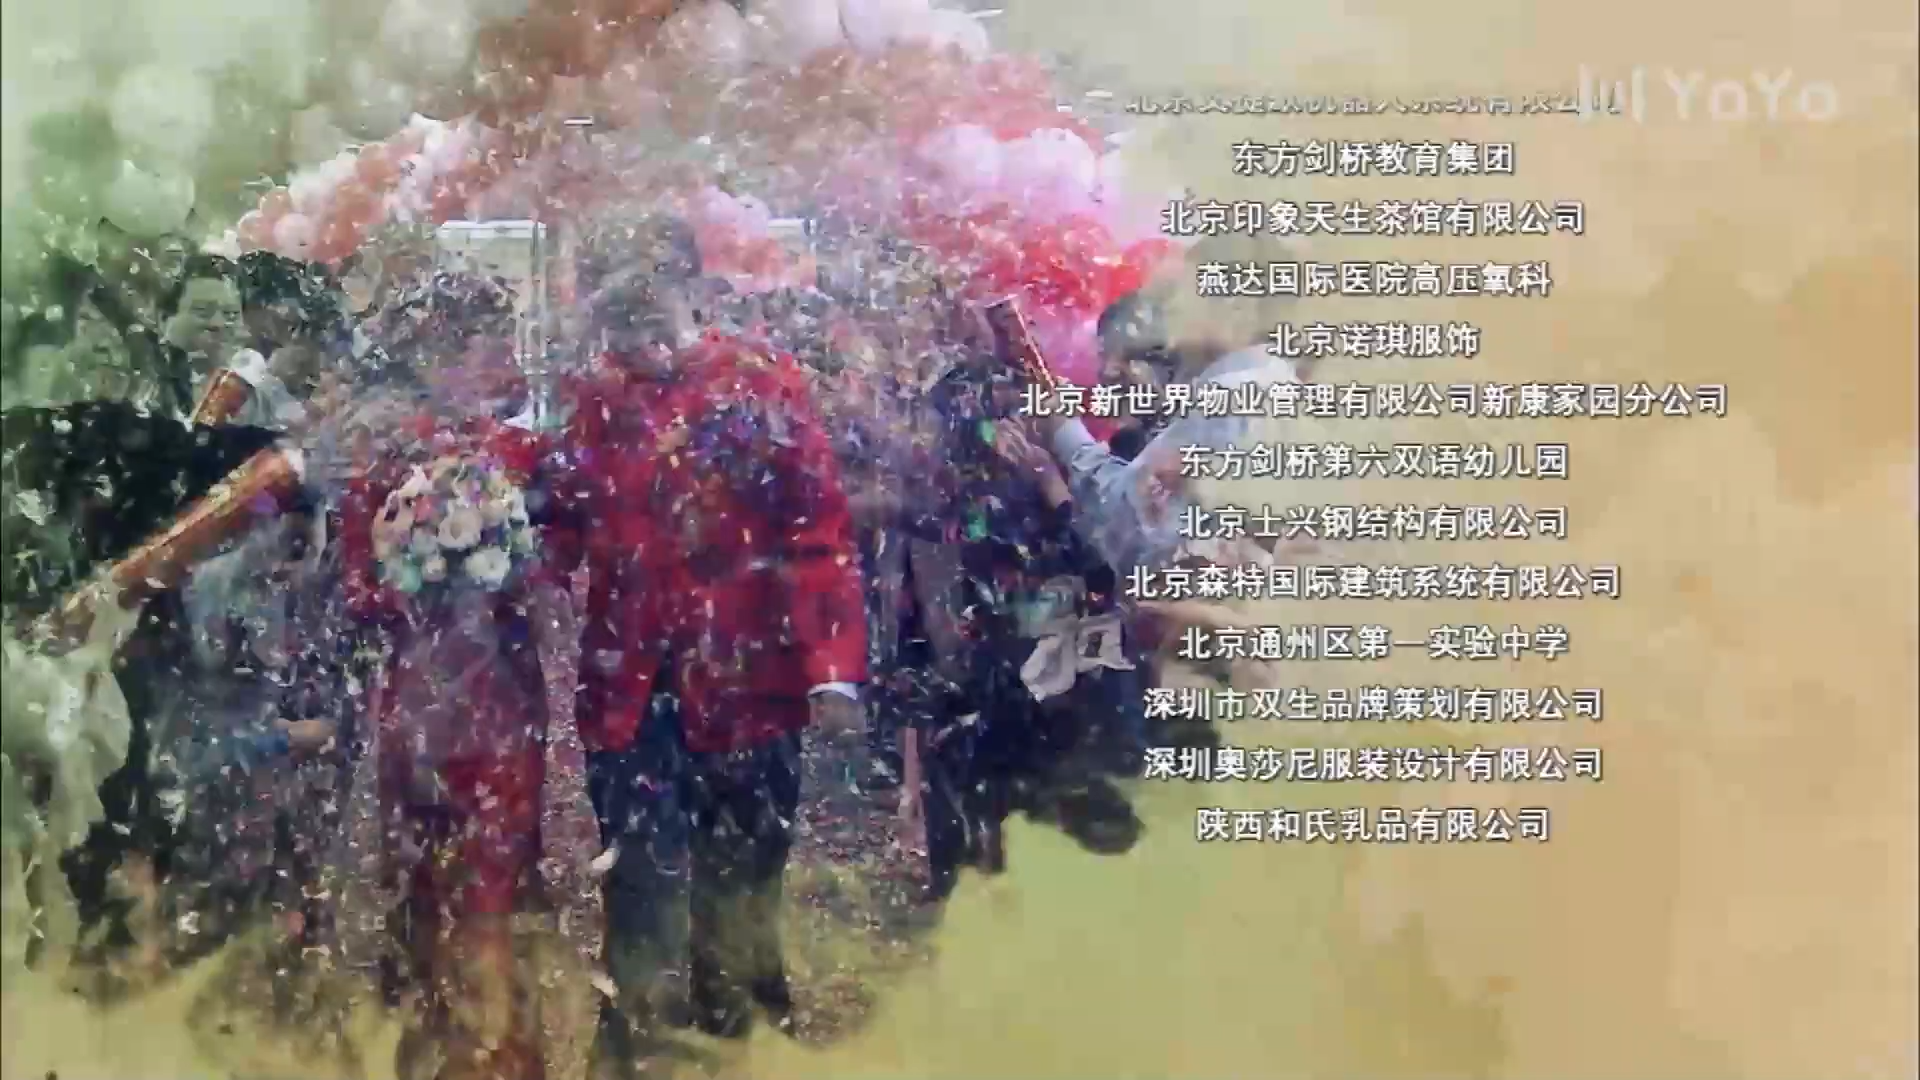 YoYo
东方剑桥教育集团
北京印象天生茶馆有限公司
燕达国际医院高压氧科
北京诺琪服饰
北京新世界物业管理有限公司新康家园分公司
东方剑桥第六双语幼儿园
北京士兴钢结构有限公司
北京森特国际建筑系统有限公司
北京通州区第一实验中学
深圳市双生品牌策划有限公司
深圳奥莎尼服装设计有限公司
陕西和氏乳品有限公司